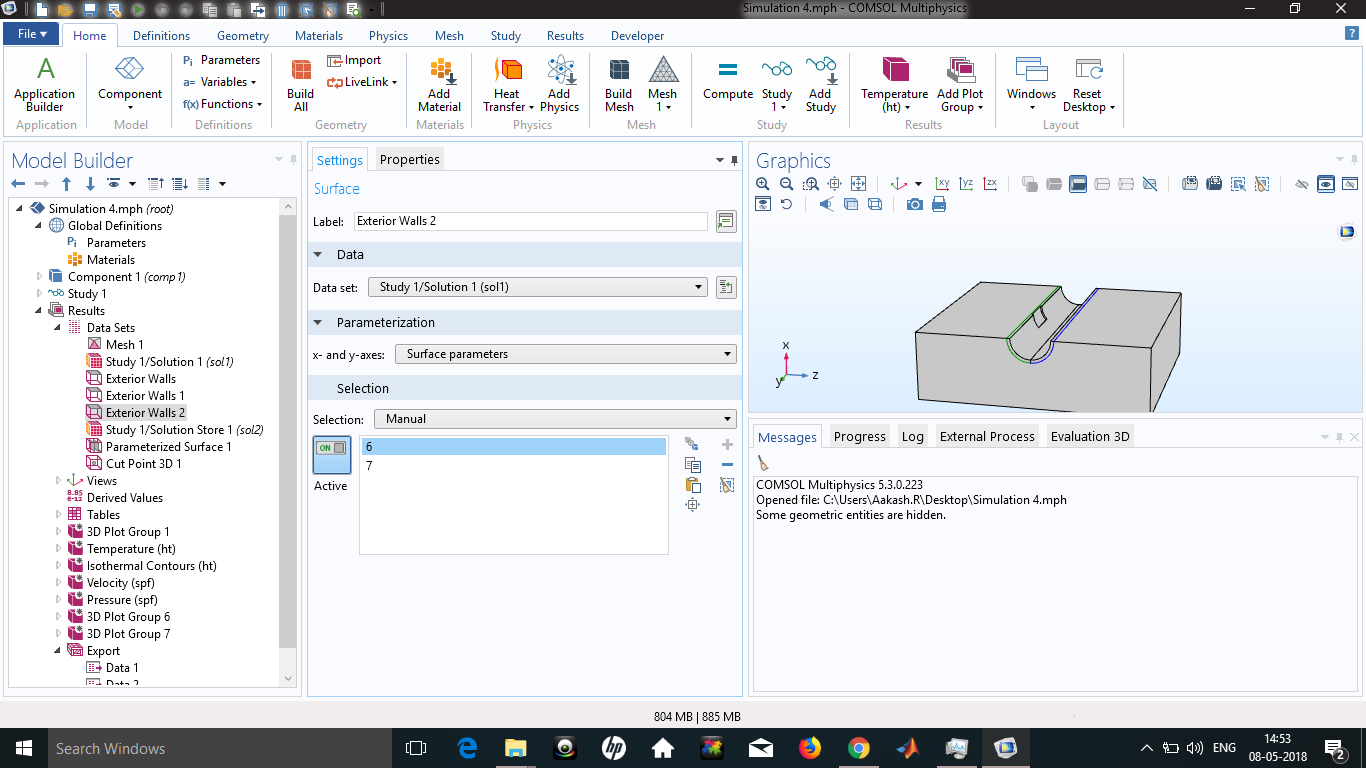 Simulation 4.mph - COMSOL Multiphysics
File Home Definitions Geometry Materials Physics Mesh Study Results Developer
A Application Builder
Application
Component
Model
Pi Parameters
a= Variables
f(x) Functions
Definitions
Build All
Import
LiveLink
Geometry
Add Material
Materials
Heat Transfer
Add Physics
Physics
Build Mesh
Mesh 1
Mesh
Compute
Study 1
Add Study
Study
Temperature (ht)
Add Plot Group
Results
Windows
Reset Desktop
Layout
Model Builder
Simulation 4.mph (root)
Global Definitions
Pi Parameters
Materials
Component 1 (comp1)
Study 1
Results
Data Sets
Mesh 1
Study 1/Solution 1 (sol1)
Exterior Walls
Exterior Walls 1
Exterior Walls 2
Study 1/Solution Store 1 (sol2)
Parameterized Surface 1
Cut Point 3D 1
Views
8.85 e-12 Derived Values
Tables
3D Plot Group 1
Temperature (ht)
Isothermal Contours (ht)
Velocity (spf)
Pressure (spf)
3D Plot Group 6
3D Plot Group 7
Export
Data 1
Data 2
Settings Properties
Surface
Label: Exterior Walls 2
Data
Data set: Study 1/Solution 1 (sol1)
Parameterization
x- and y-axes: Surface parameters
Selection
Selection: Manual
ON
Active
6
7
Graphics
xy yz zx
x
y
z
Messages Progress Log External Process Evaluation 3D
COMSOL Multiphysics 5.3.0.223
Opened file: C:\Users\Aakash.R\Desktop\Simulation 4.mph
Some geometric entities are hidden.
804 MB | 885 MB
Search Windows
ENG
14:53
08-05-2018
2